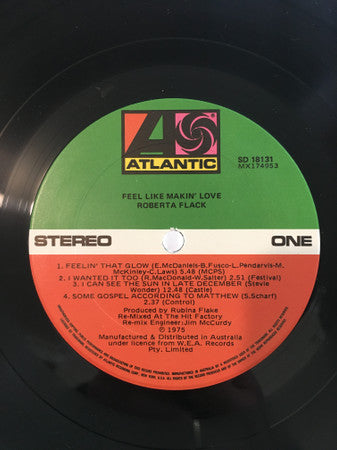 ATLANTIC
SD 18131
MX174953
FEEL LIKE MAKIN' LOVE
ROBERTA FLACK
STEREO
ONE
1. FEELIN' THAT GLOW (E.McDaniels-B.Fusco-L.Pendarvis-M.
McKinley-C.Laws) 5.48 (MCPS)
2. I WANTED IT TOO (R.MacDonald-W.Salter) 2.51 (Festival)
3. I CAN SEE THE SUN IN LATE DECEMBER (Stevie
Wonder) 12.48 (Castle)
4. SOME GOSPEL ACCORDING TO MATTHEW (S.Scharf)
2.37 (Control)
Produced by Rubina Flake
Re-Mixed At The Hit Factory
Re-mix Engineer:Jim McCurdy
℗ 1975
Manufactured & Distributed in Australia
under licence from W.E.A. Records
Pty. Limited